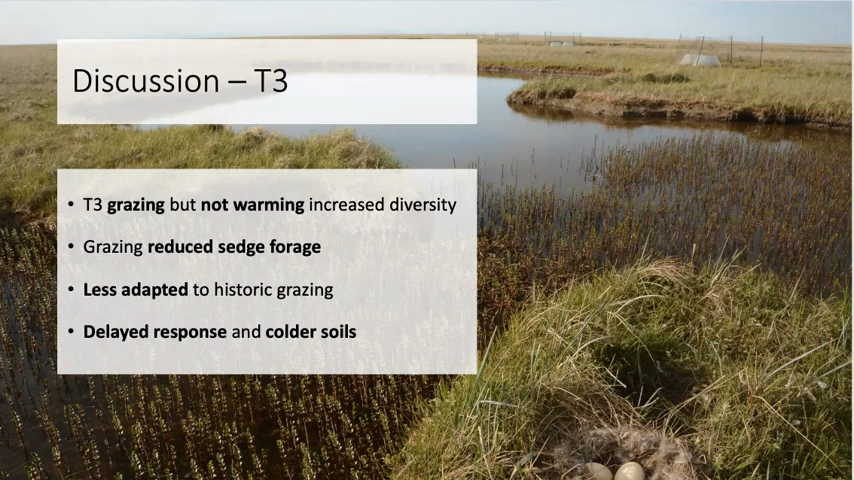 Discussion – T3
• T3 grazing but not warming increased diversity
• Grazing reduced sedge forage
• Less adapted to historic grazing
• Delayed response and colder soils